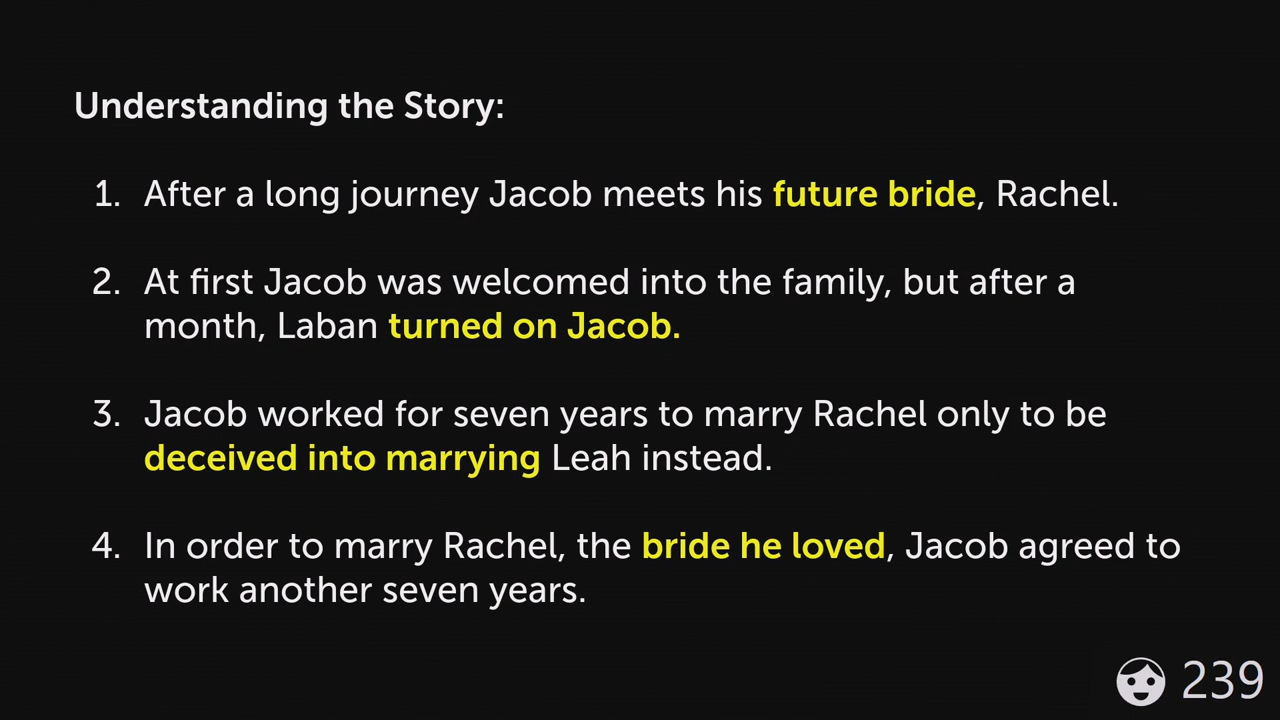 Understanding the Story:
1. After a long journey Jacob meets his future bride, Rachel.
2. At first Jacob was welcomed into the family, but after a
month, Laban turned on Jacob.
3. Jacob worked for seven years to marry Rachel only to be
deceived into marrying Leah instead.
4. In order to marry Rachel, the bride he loved, Jacob agreed to
work another seven years.
239